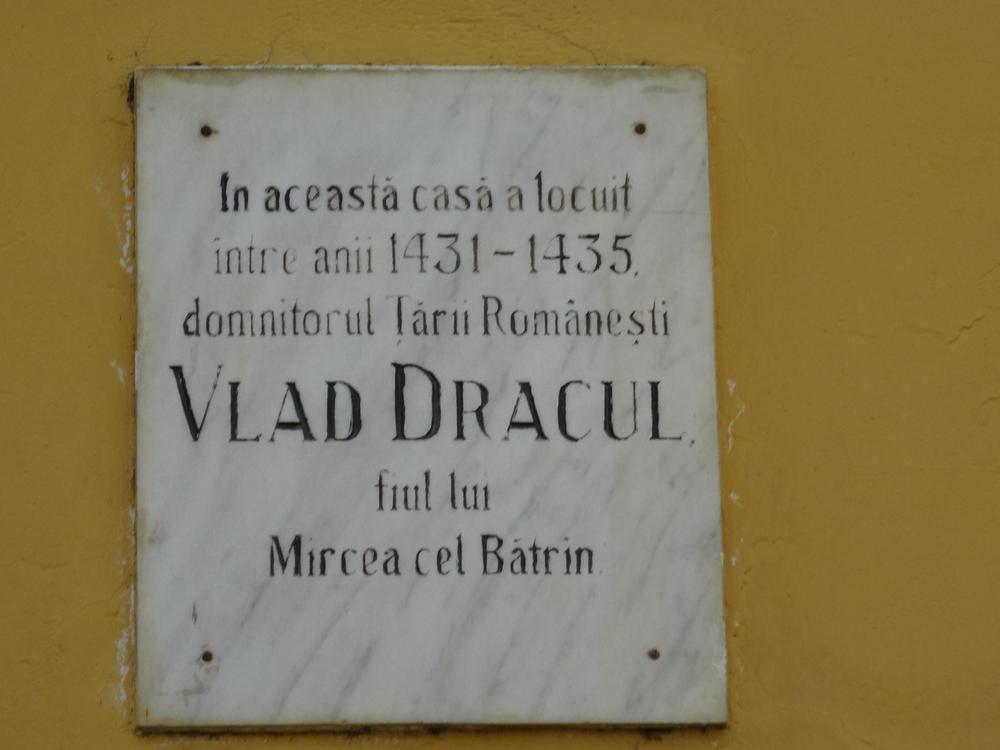 In această casă a locuit
între anii 1431-1435,
domnitorul Țării Românești
VLAD DRACUL,
fiul lui
Mircea cel Bătrîn.